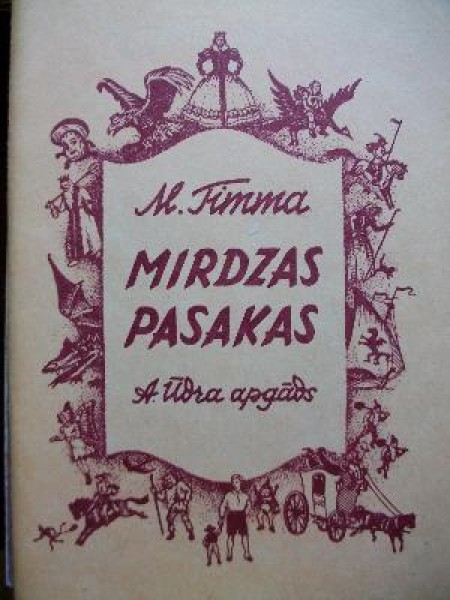 M. Timma
MIRDZAS
PASAKAS
A. Ūdra apgāds